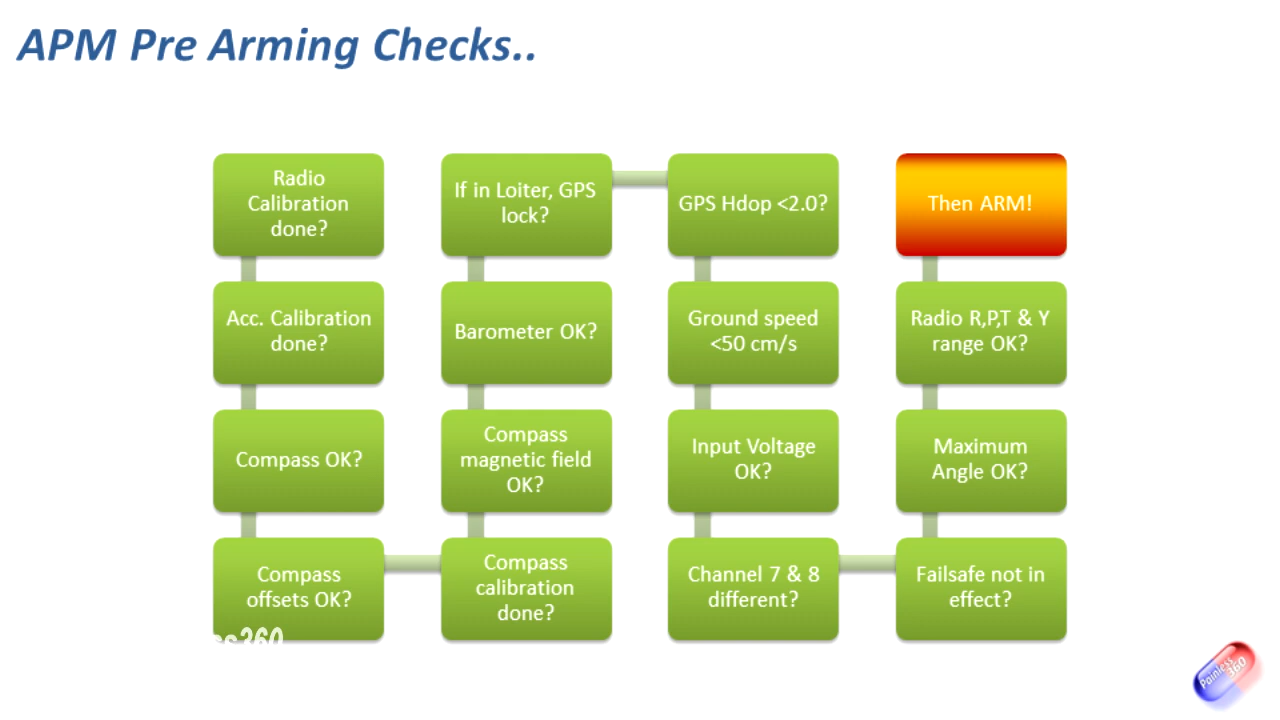 APM Pre Arming Checks..
Radio
Calibration
done?
Acc. Calibration
done?
Compass OK?
Compass
offsets OK?
Compass
calibration
done?
Compass
magnetic field
OK?
Barometer OK?
If in Loiter, GPS
lock?
GPS Hdop <2.0?
Ground speed
<50 cm/s
Input Voltage
OK?
Channel 7 & 8
different?
Failsafe not in
effect?
Maximum
Angle OK?
Radio R,P,T & Y
range OK?
Then ARM!
Painless
360